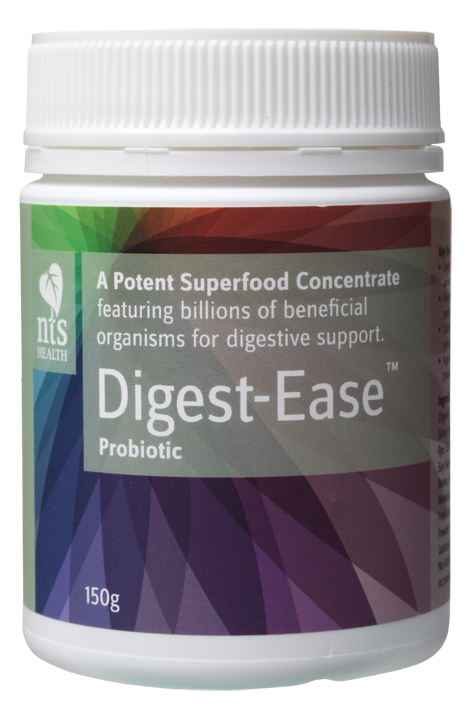 A Potent Superfood Concentrate
featuring billions of beneficial
organisms for digestive support.
nts
HEALTH
Digest-Ease™
Probiotic
150g